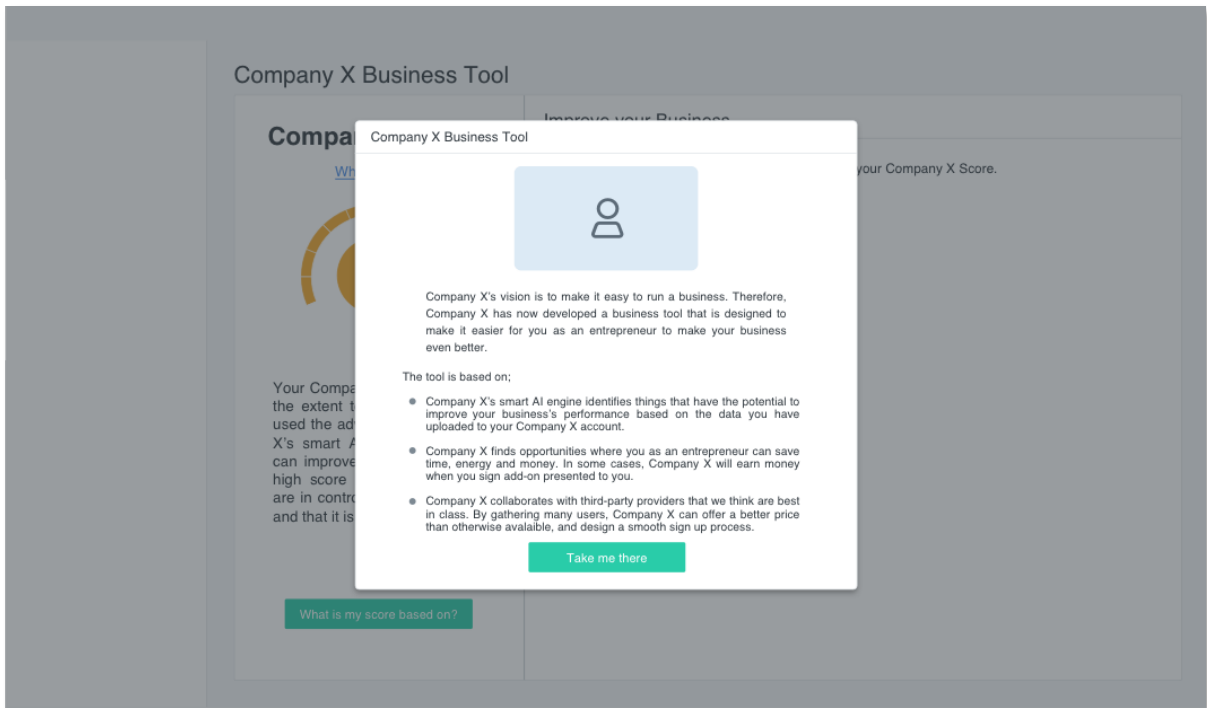 Company X Business Tool
Improve your Business
Compa
Wh
your Company X Score.
Your Compa
the extent t
used the ad
X's smart A
can improve
high score
are in contro
and that it is
What is my score based on?
Company X Business Tool
Company X's vision is to make it easy to run a business. Therefore,
Company X has now developed a business tool that is designed to
make it easier for you as an entrepreneur to make your business
even better.
The tool is based on;
Company X's smart AI engine identifies things that have the potential to
improve your business's performance based on the data you have
uploaded to your Company X account.
Company X finds opportunities where you as an entrepreneur can save
time, energy and money. In some cases, Company X will earn money
when you sign add-on presented to you.
Company X collaborates with third-party providers that we think are best
in class. By gathering many users, Company X can offer a better price
than otherwise avalaible, and design a smooth sign up process.
Take me there